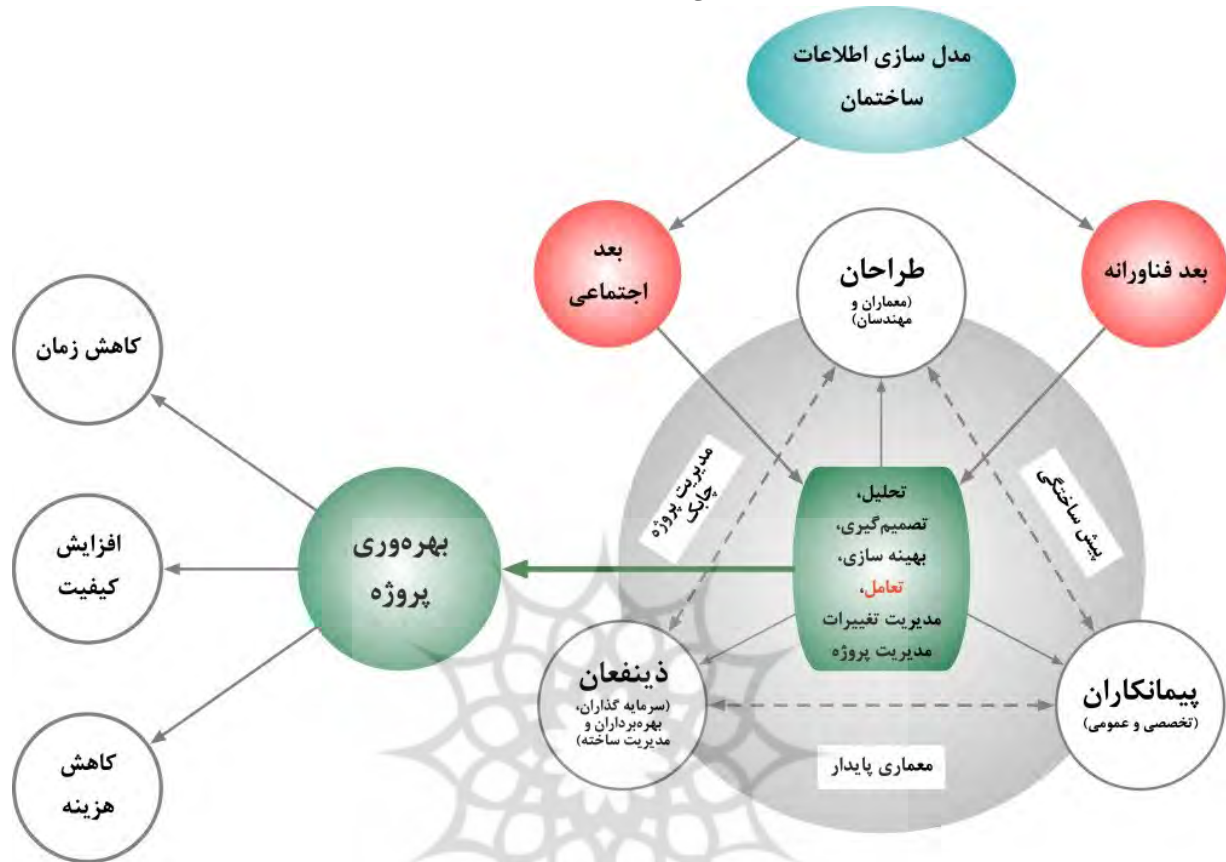 مدل سازی اطلاعات
ساختمان
بعد فناورانه
بعد
اجتماعی
طراحان
(معماران و
مهندسان)
پیش ساختگی
مدیریت پروژه
چابک
تحلیل،
تصمیم‌گیری،
بهینه سازی،
تعامل،
مدیریت تغییرات
مدیریت پروژه
پیمانکاران
(تخصصی و عمومی)
ذینفعان
(سرمایه گذاران،
بهره‌برداران و
مدیریت ساخته)
معماری پایدار
بهره‌وری
پروژه
کاهش زمان
افزایش
کیفیت
کاهش
هزینه